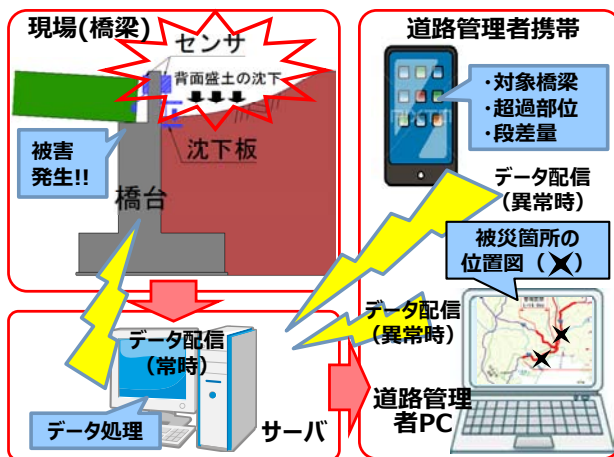 現場(橋梁)
センサ
背面盛土の沈下
沈下板
被害
発生!!
橋台
データ配信
(常時)
データ処理
サーバ
道路管理者携帯
・対象橋梁
・超過部位
・段差量
データ配信
(異常時)
被災箇所の
位置図（✖）
データ配信
(異常時)
道路管理
者PC